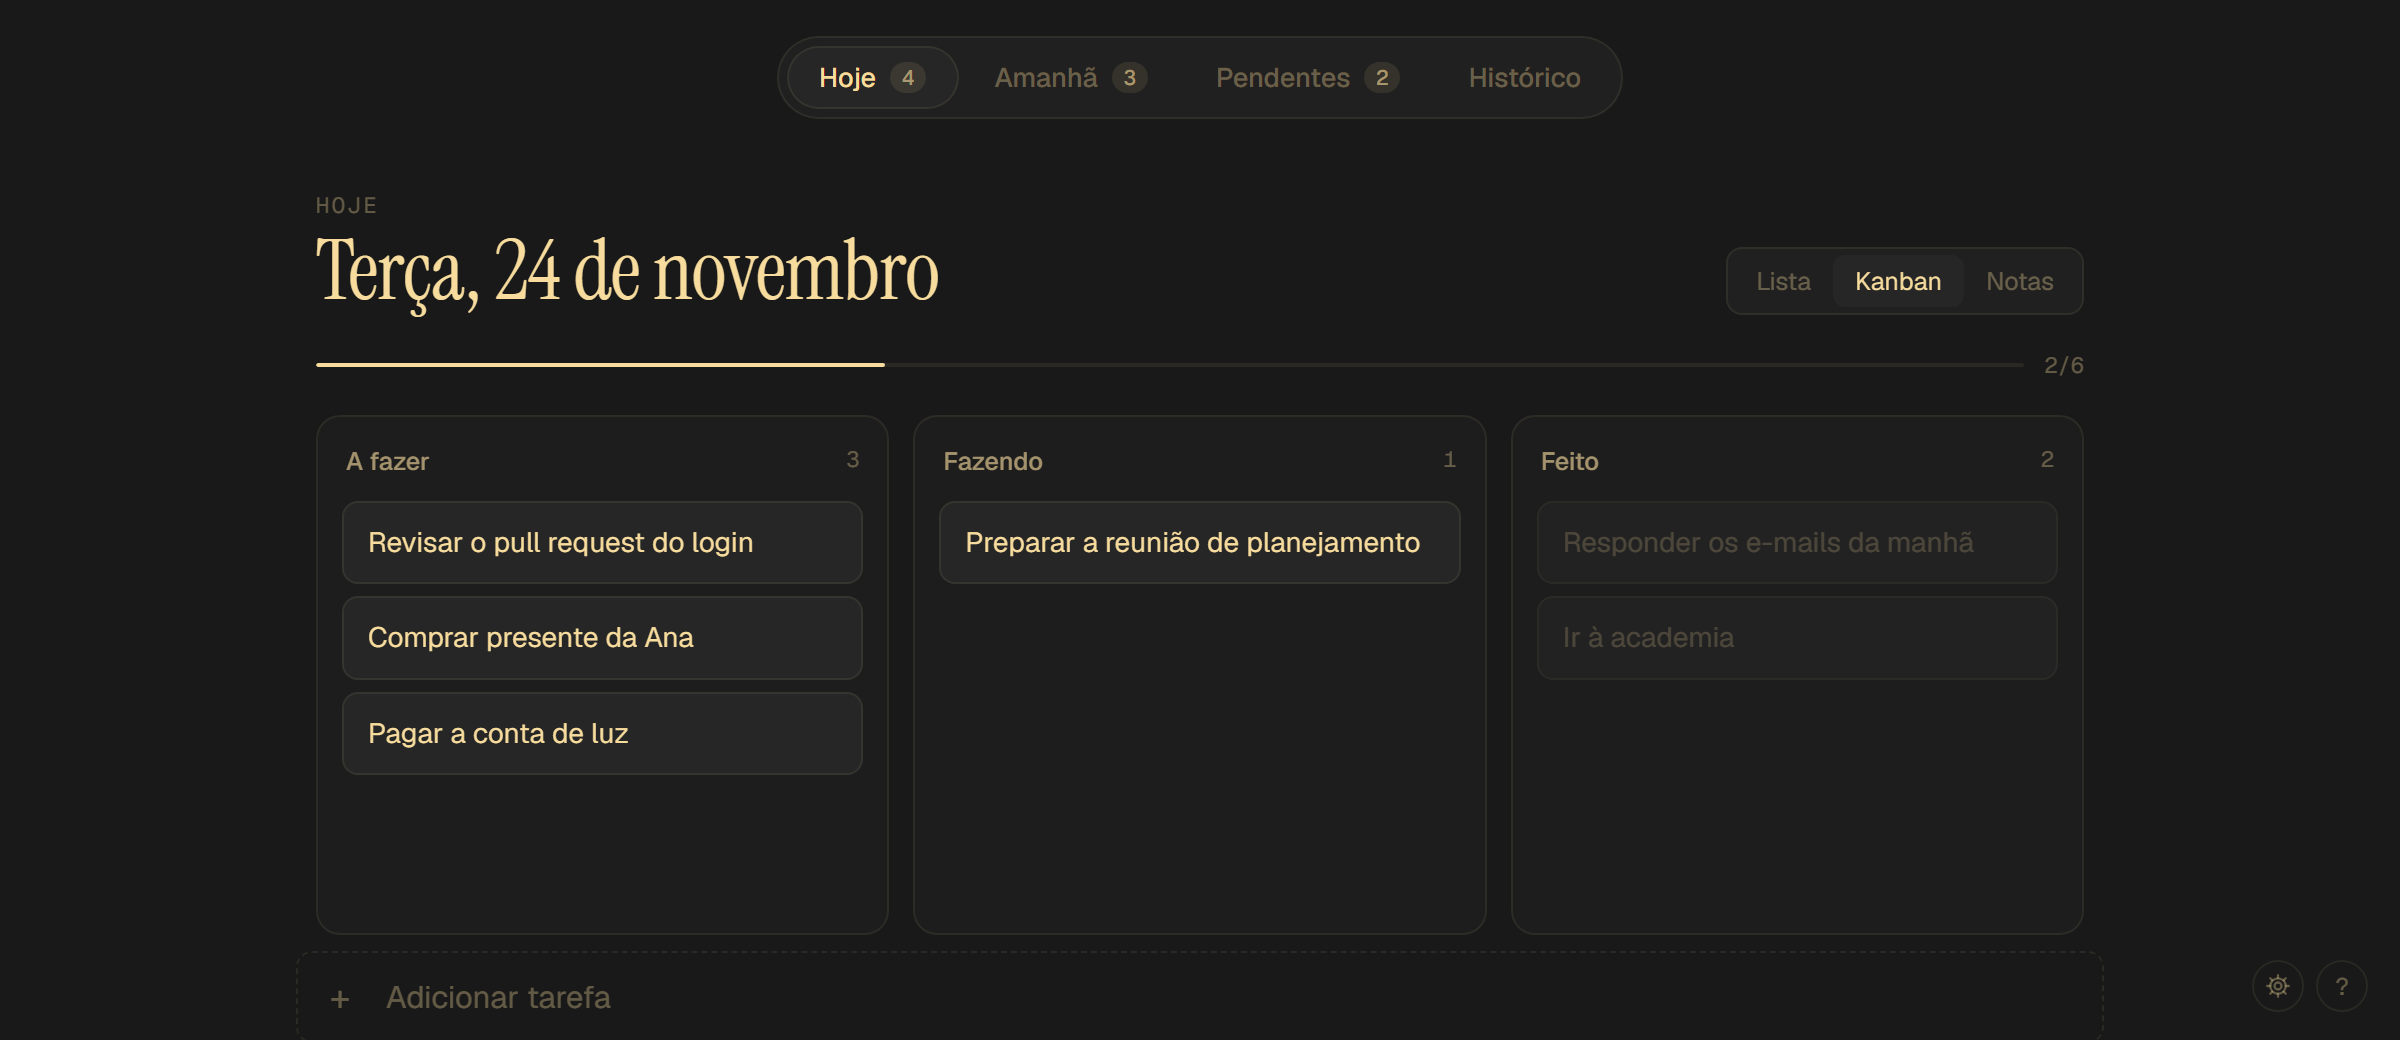 Hoje 4 Amanhã 3 Pendentes 2 Histórico
HOJE
Terça, 24 de novembro
Lista Kanban Notas
2/6
A fazer 3
Revisar o pull request do login
Comprar presente da Ana
Pagar a conta de luz
Fazendo 1
Preparar a reunião de planejamento
Feito 2
Responder os e-mails da manhã
Ir à academia
+ Adicionar tarefa
?